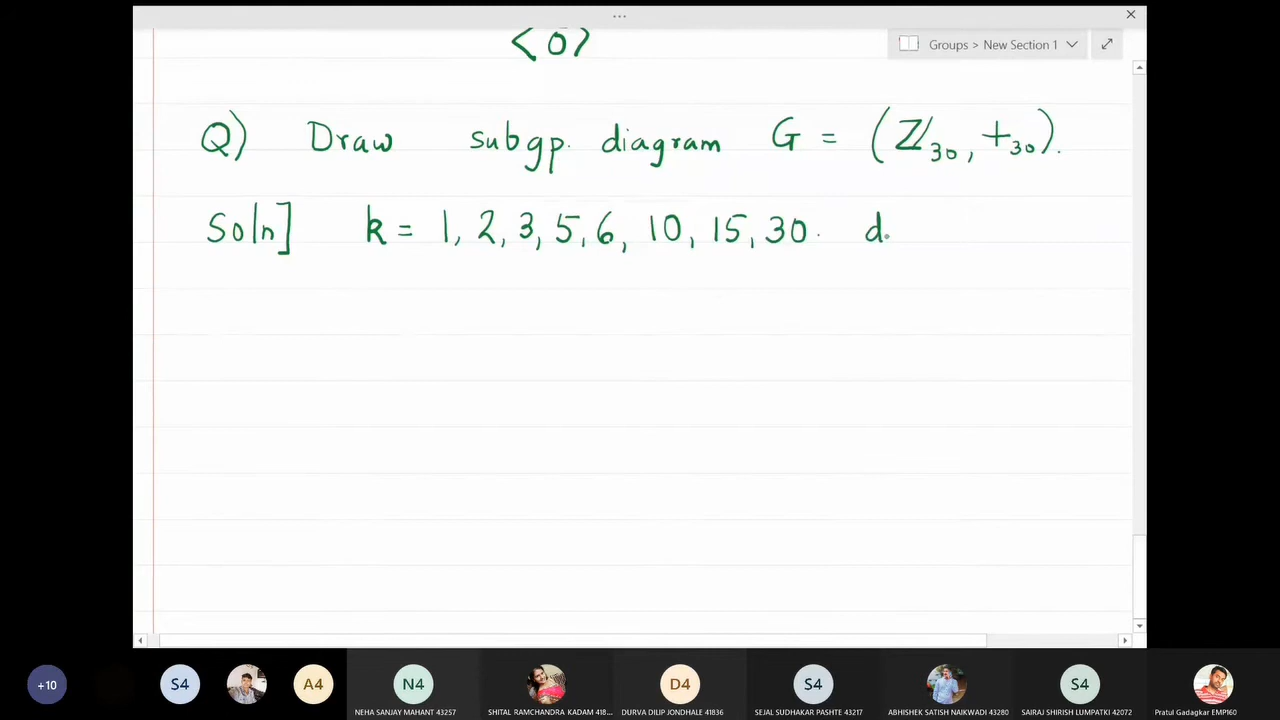 <0>
Groups > New Section 1
Q) Draw subgp. diagram G = (Z30, +30).
Soln] k = 1, 2, 3, 5, 6, 10, 15, 30. d
+10
S4
A4
N4
D4
S4
S4
NEHA SANJAY MAHANT 43257
SHITAL RAMCHANDRA KADAM 418...
DURVA DILIP JONDHALE 41836
SEJAL SUDHAKAR PASHTE 43217
ABHISHEK SATISH NAIKWADI 43280
SAIRAJ SHIRISH LUMPATKI 42072
Pratul Gadagkar EMP160